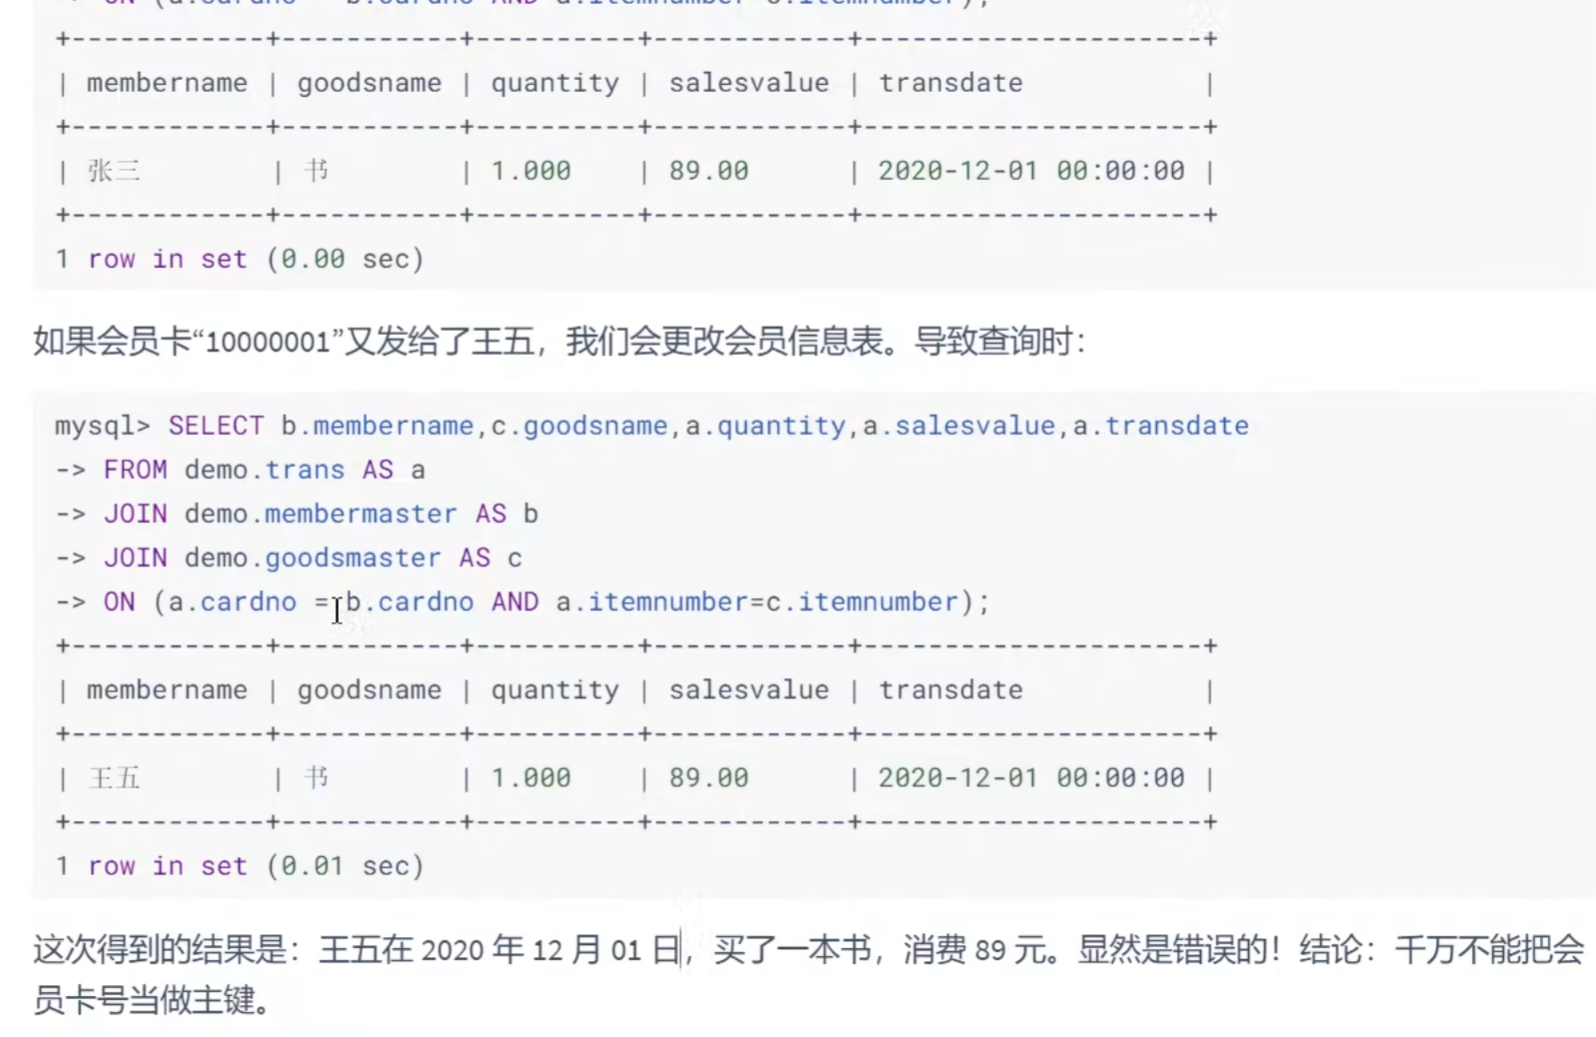 -> ON (a.cardno = b.cardno AND a.itemnumber=c.itemnumber);
+------------+-----------+----------+------------+---------------------+
| membername | goodsname | quantity | salesvalue | transdate |
+------------+-----------+----------+------------+---------------------+
| 张三 | 书 | 1.000 | 89.00 | 2020-12-01 00:00:00 |
+------------+-----------+----------+------------+---------------------+
1 row in set (0.00 sec)
如果会员卡“10000001”又发给了王五，我们会更改会员信息表。导致查询时：
mysql> SELECT b.membername,c.goodsname,a.quantity,a.salesvalue,a.transdate
-> FROM demo.trans AS a
-> JOIN demo.membermaster AS b
-> JOIN demo.goodsmaster AS c
-> ON (a.cardno = b.cardno AND a.itemnumber=c.itemnumber);
+------------+-----------+----------+------------+---------------------+
| membername | goodsname | quantity | salesvalue | transdate |
+------------+-----------+----------+------------+---------------------+
| 王五 | 书 | 1.000 | 89.00 | 2020-12-01 00:00:00 |
+------------+-----------+----------+------------+---------------------+
1 row in set (0.01 sec)
这次得到的结果是：王五在 2020 年 12 月 01 日，买了一本书，消费 89 元。显然是错误的！结论：千万不能把会
员卡号当做主键。